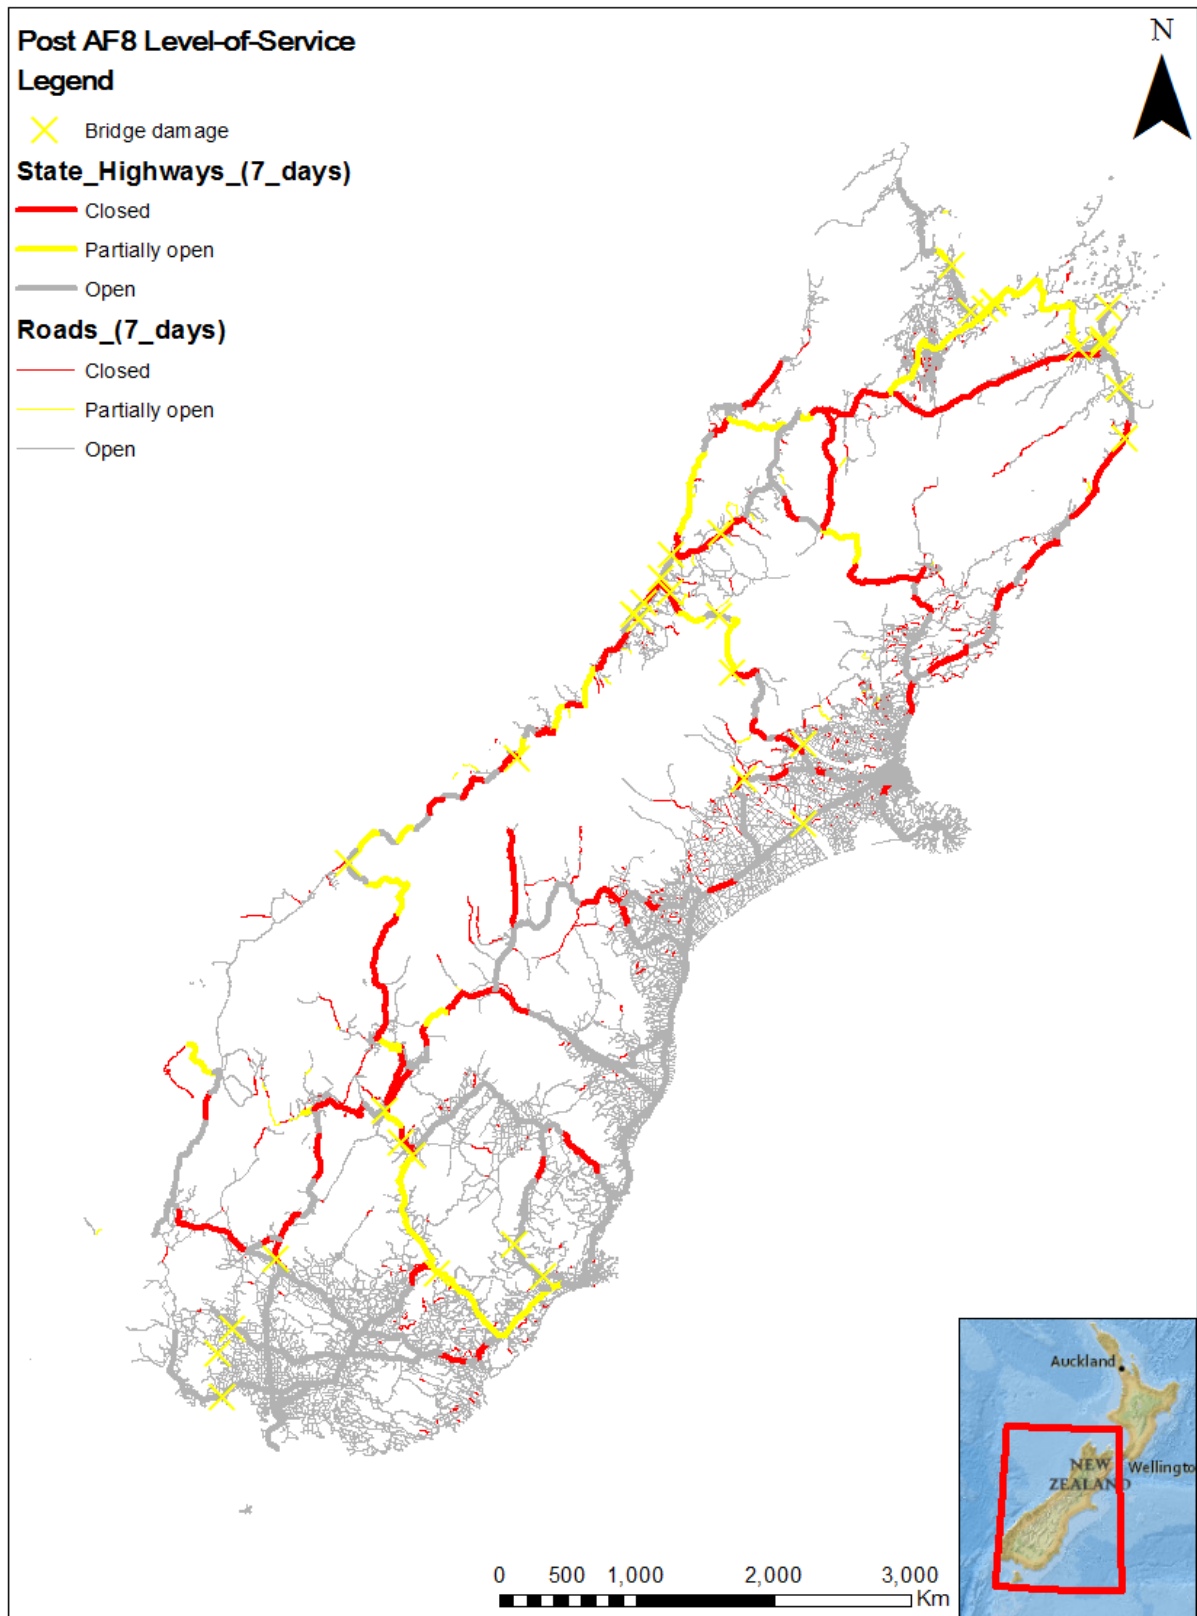 Post AF8 Level-of-Service
Legend
Bridge damage
State_Highways_(7_days)
Closed
Partially open
Open
Roads_(7_days)
Closed
Partially open
Open
N
Auckland
NEW
ZEALAND
Wellingto
0 500 1,000 2,000 3,000
Km